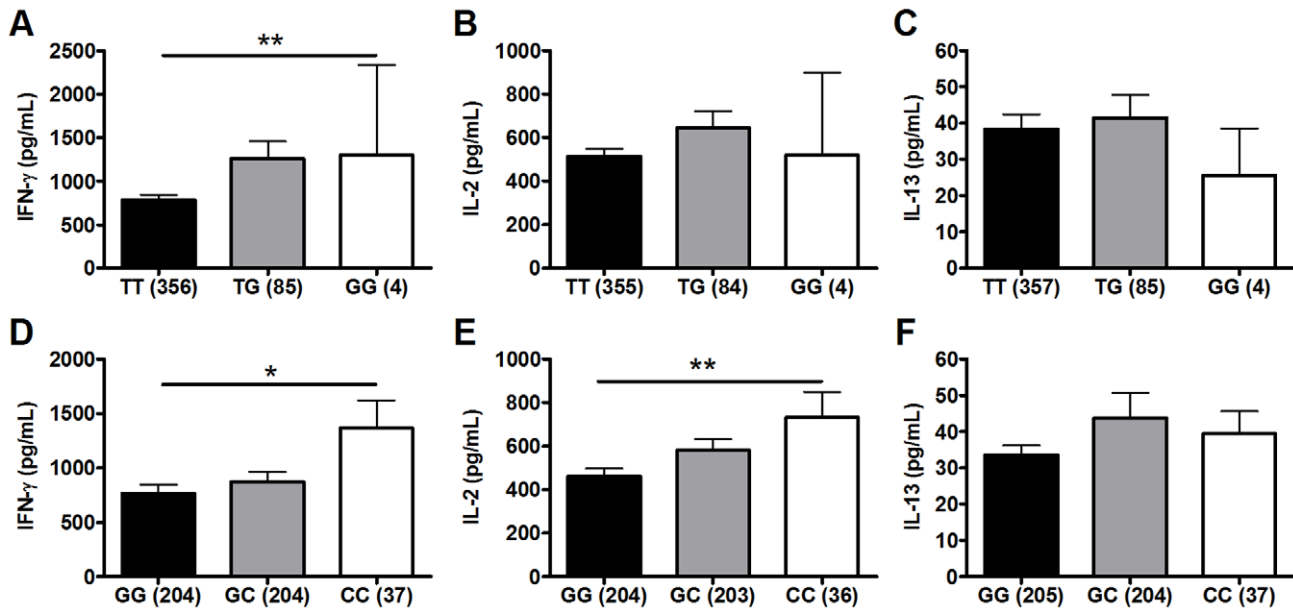 A
**
IFN-γ (pg/mL)
2500
2000
1500
1000
500
0
TT (356) TG (85) GG (4)
B
IL-2 (pg/mL)
1000
800
600
400
200
0
TT (355) TG (84) GG (4)
C
IL-13 (pg/mL)
60
50
40
30
20
10
0
TT (357) TG (85) GG (4)
D
*
IFN-γ (pg/mL)
2000
1500
1000
500
0
GG (204) GC (204) CC (37)
E
**
IL-2 (pg/mL)
1000
800
600
400
200
0
GG (204) GC (203) CC (36)
F
IL-13 (pg/mL)
60
50
40
30
20
10
0
GG (205) GC (204) CC (37)